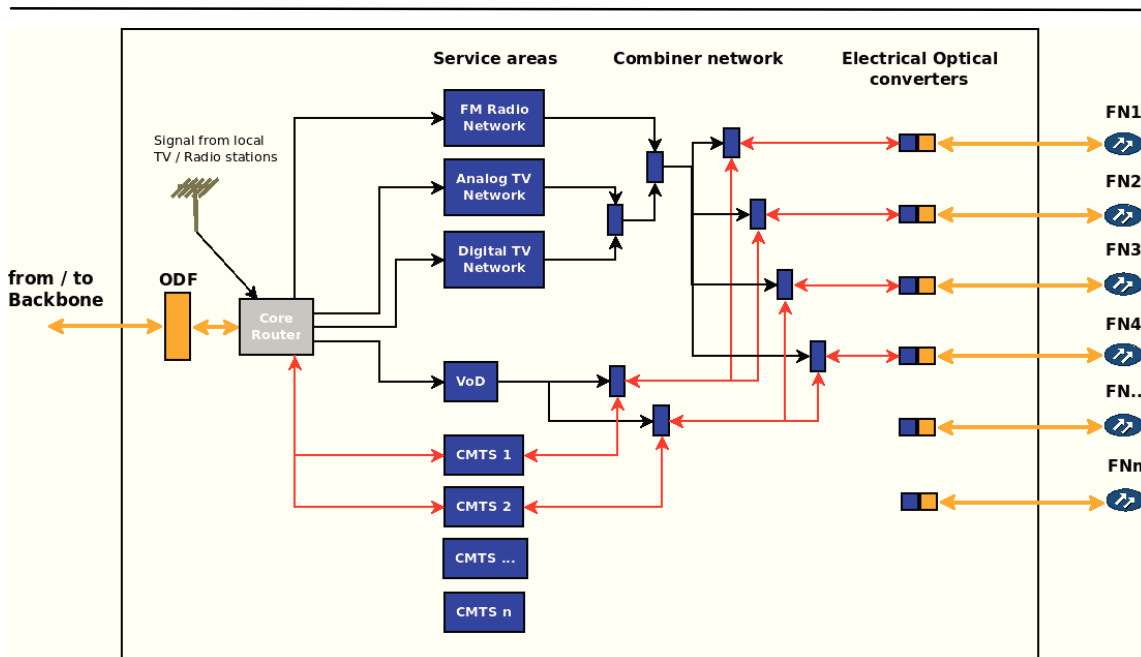 Service areas
Combiner network
Electrical Optical
converters
FM Radio
Network
FN1
Signal from local
TV / Radio stations
Analog TV
Network
FN2
Digital TV
Network
FN3
from / to
Backbone
ODF
Core
Router
FN4
VoD
FN..
CMTS 1
FNn
CMTS 2
CMTS ...
CMTS n